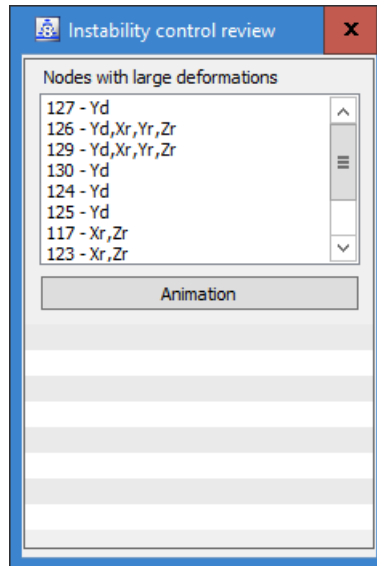 Instability control review
x
Nodes with large deformations
127 - Yd
126 - Yd,Xr,Yr,Zr
129 - Yd,Xr,Yr,Zr
130 - Yd
124 - Yd
125 - Yd
117 - Xr,Zr
123 - Xr,Zr
Animation